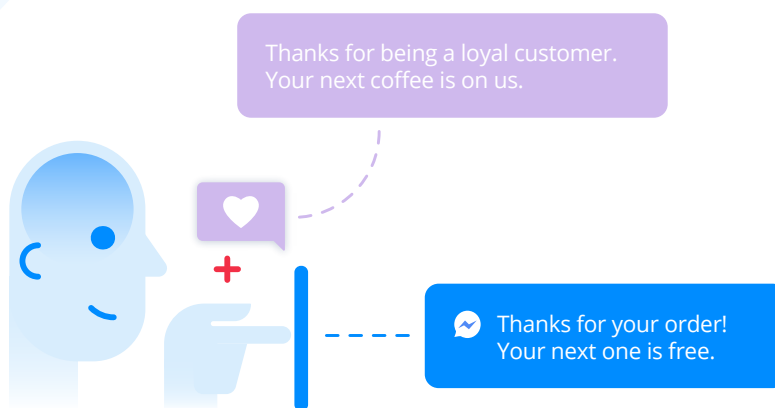 Thanks for being a loyal customer.
Your next coffee is on us.
Thanks for your order!
Your next one is free.